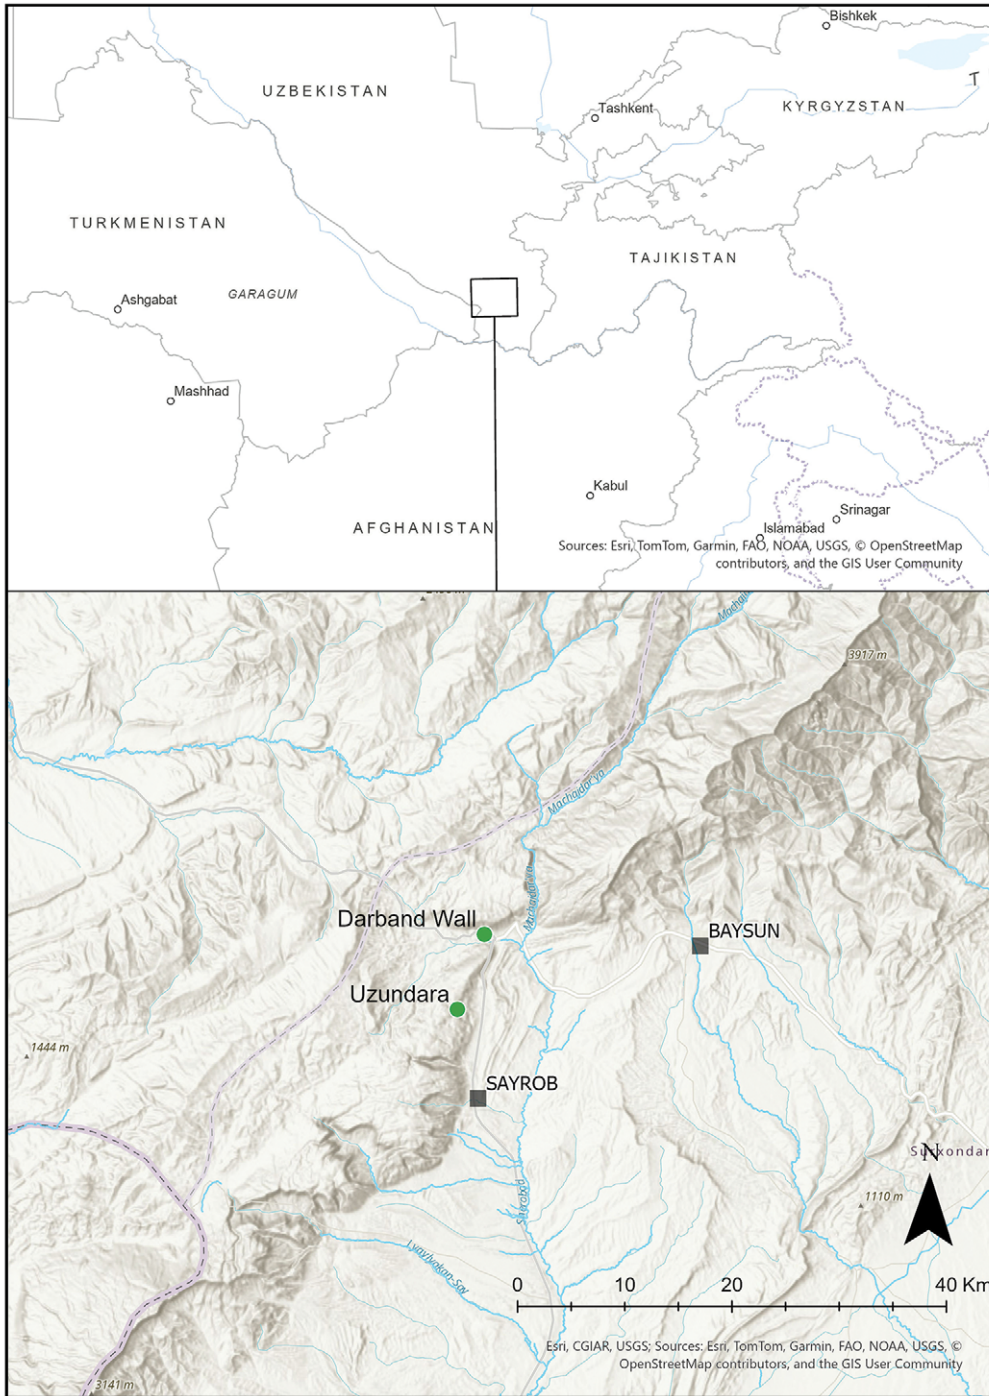 Bishkek
UZBEKISTAN
T
Tashkent
KYRGYZSTAN
TURKMENISTAN
TAJIKISTAN
Ashgabat
GARAGUM
Mashhad
Kabul
Srinagar
AFGHANISTAN
Islamabad
Sources: Esri, TomTom, Garmin, FAO, NOAA, USGS, © OpenStreetMap
contributors, and the GIS User Community
3917 m
Machajdar'ya
Darband Wall
BAYSUN
Uzundara
1444 m
SAYROB
N
1110 m
0 10 20 40 Km
Esri, CGIAR, USGS; Sources: Esri, TomTom, Garmin, FAO, NOAA, USGS, ©
OpenStreetMap contributors, and the GIS User Community
3141 m